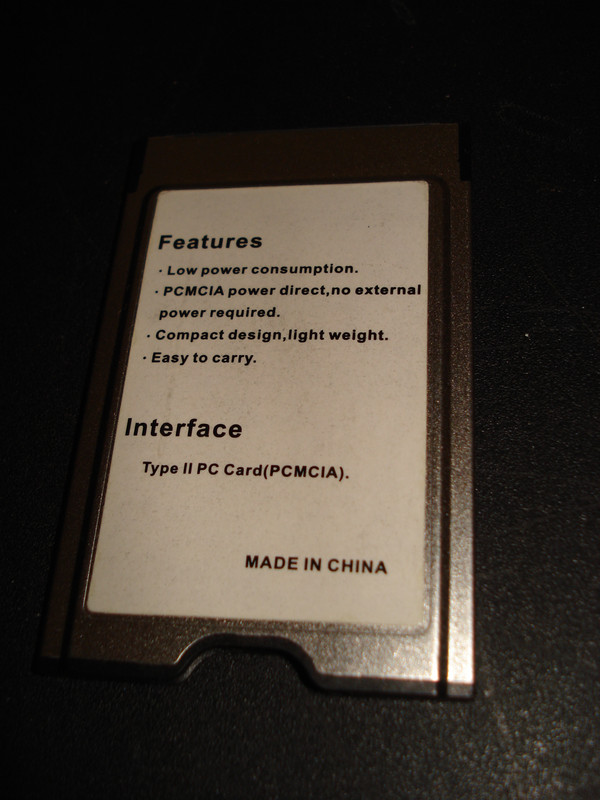 Features
· Low power consumption.
· PCMCIA power direct,no external
power required.
· Compact design,light weight.
· Easy to carry.
Interface
Type II PC Card(PCMCIA).
MADE IN CHINA